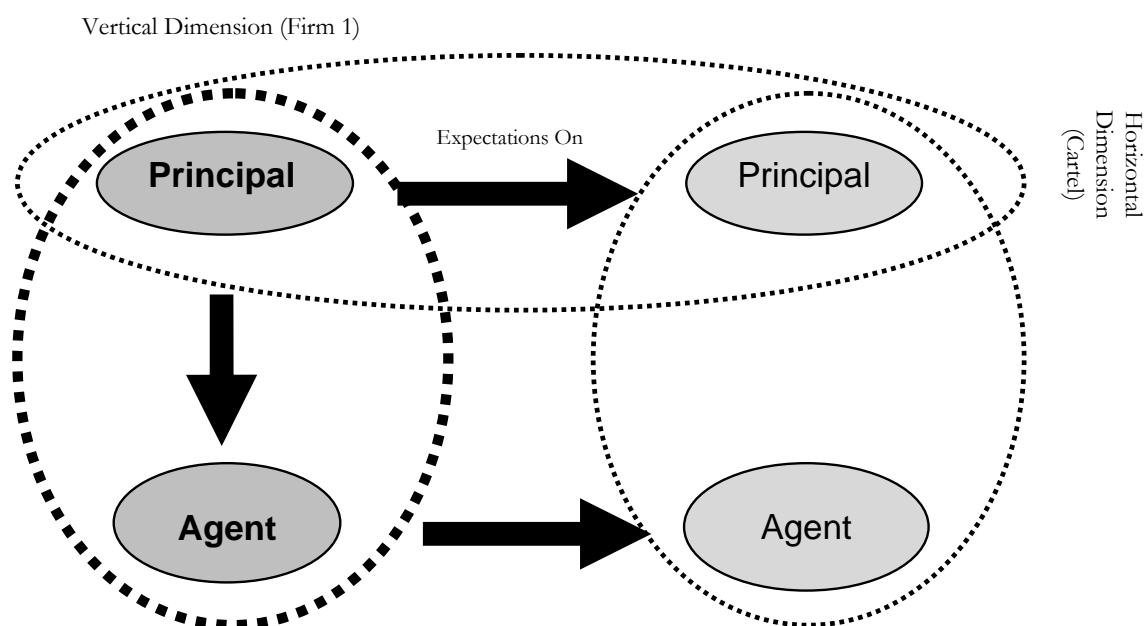 Vertical Dimension (Firm 1)
Expectations On
Principal
Principal
Horizontal
Dimension
(Cartel)
Agent
Agent